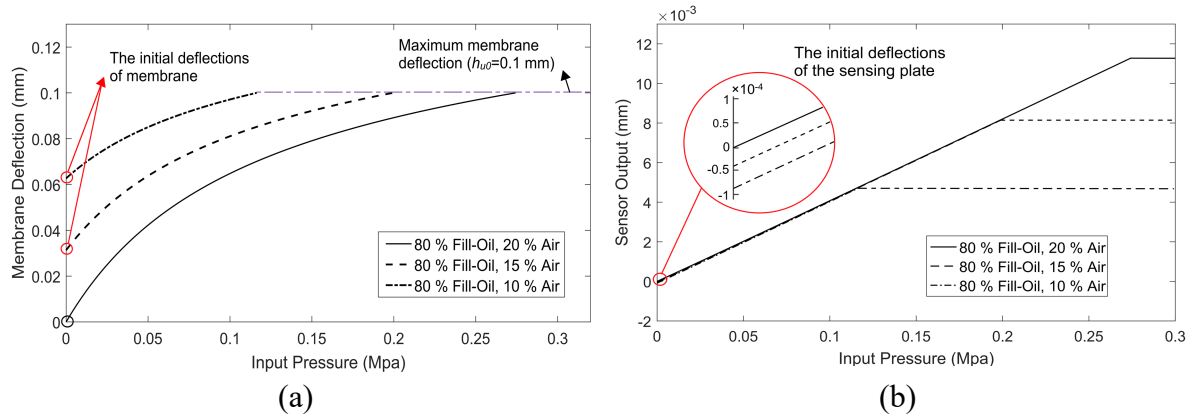 0.12
0.1
0.08
0.06
0.04
0.02
0
Membrane Deflection (mm)
The initial deflections
of membrane
Maximum membrane
deflection (hu0=0.1 mm)
80 % Fill-Oil, 20 % Air
80 % Fill-Oil, 15 % Air
80 % Fill-Oil, 10 % Air
0 0.05 0.1 0.15 0.2 0.25 0.3
Input Pressure (Mpa)
(a)
×10⁻³
12
10
8
6
4
2
0
-2
Sensor Output (mm)
The initial deflections
of the sensing plate
×10⁻⁴
1
0.5
0
-0.5
-1
80 % Fill-Oil, 20 % Air
80 % Fill-Oil, 15 % Air
80 % Fill-Oil, 10 % Air
0 0.05 0.1 0.15 0.2 0.25 0.3
Input Pressure (Mpa)
(b)